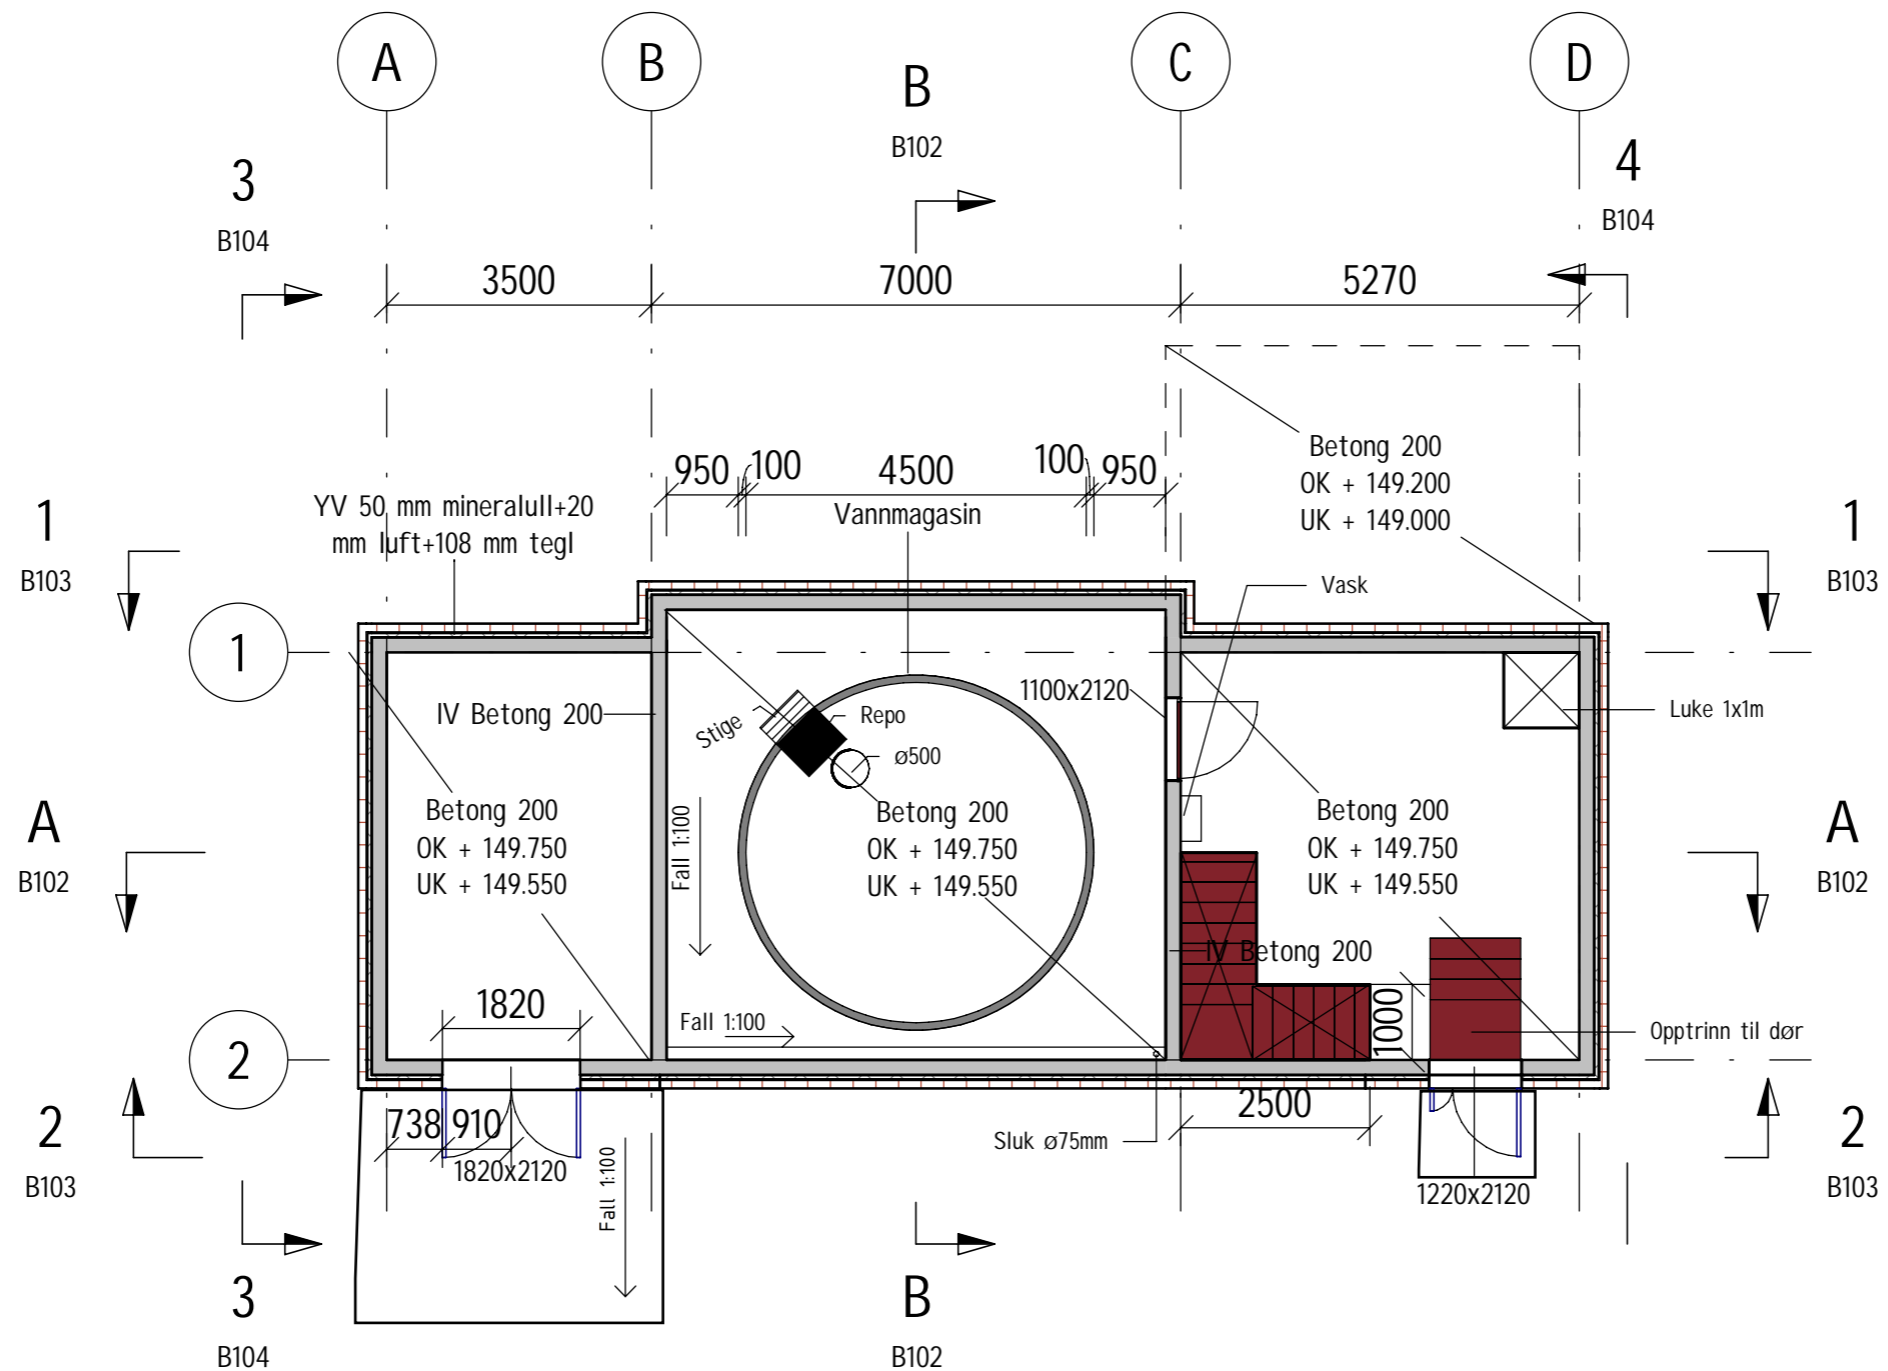 A
B
C
D
B
B102
3
B104
4
B104
3500
7000
5270
950
100
4500
100
950
Vannmagasin
Betong 200
OK + 149.200
UK + 149.000
YV 50 mm mineralull+20
mm luft+108 mm tegl
1
B103
1
B103
Vask
1
2
IV Betong 200
Stige
Repo
ø500
1100x2120
Luke 1x1m
A
B102
A
B102
Betong 200
OK + 149.750
UK + 149.550
Fall 1:100
Betong 200
OK + 149.750
UK + 149.550
Betong 200
OK + 149.750
UK + 149.550
IV Betong 200
1820
Fall 1:100
1000
Opptrinn til dør
2
B103
738
910
1820x2120
Fall 1:100
Sluk ø75mm
2500
1220x2120
2
B103
3
B104
B
B102